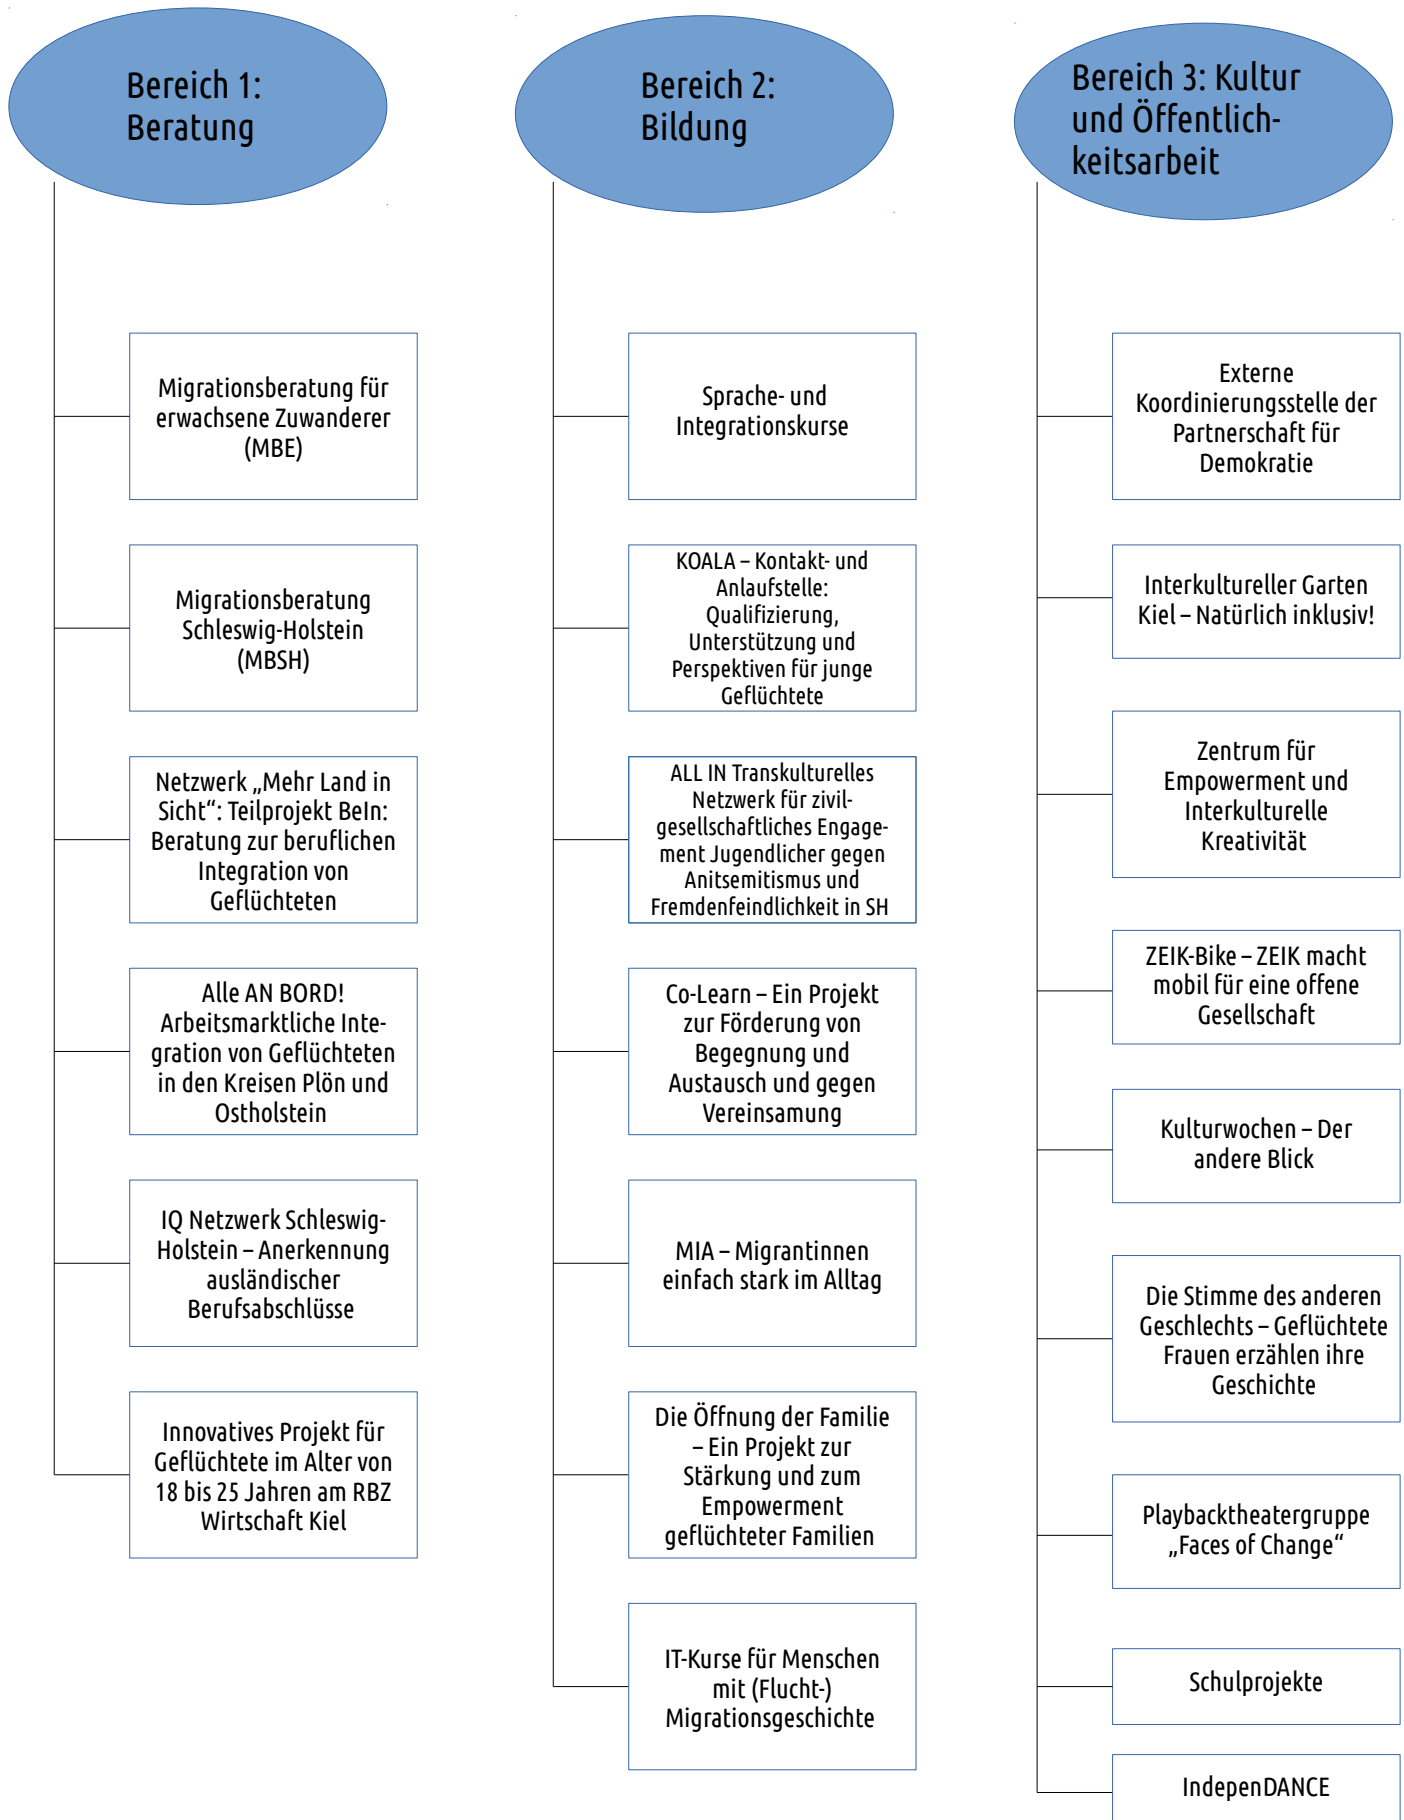 Bereich 1:
Beratung
Migrationsberatung für
erwachsene Zuwanderer
(MBE)
Migrationsberatung
Schleswig-Holstein
(MBSH)
Netzwerk „Mehr Land in
Sicht“: Teilprojekt BeIn:
Beratung zur beruflichen
Integration von
Geflüchteten
Alle AN BORD!
Arbeitsmarktliche Inte-
gration von Geflüchteten
in den Kreisen Plön und
Ostholstein
IQ Netzwerk Schleswig-
Holstein – Anerkennung
ausländischer
Berufsabschlüsse
Innovatives Projekt für
Geflüchtete im Alter von
18 bis 25 Jahren am RBZ
Wirtschaft Kiel
Bereich 2:
Bildung
Sprache- und
Integrationskurse
KOALA – Kontakt- und
Anlaufstelle:
Qualifizierung,
Unterstützung und
Perspektiven für junge
Geflüchtete
ALL IN Transkulturelles
Netzwerk für zivil-
gesellschaftliches Engage-
ment Jugendlicher gegen
Anitsemitismus und
Fremdenfeindlichkeit in SH
Co-Learn – Ein Projekt
zur Förderung von
Begegnung und
Austausch und gegen
Vereinsamung
MIA – Migrantinnen
einfach stark im Alltag
Die Öffnung der Familie
– Ein Projekt zur
Stärkung und zum
Empowerment
geflüchteter Familien
IT-Kurse für Menschen
mit (Flucht-)
Migrationsgeschichte
Bereich 3: Kultur
und Öffentlich-
keitsarbeit
Externe
Koordinierungsstelle der
Partnerschaft für
Demokratie
Interkultureller Garten
Kiel – Natürlich inklusiv!
Zentrum für
Empowerment und
Interkulturelle
Kreativität
ZEIK-Bike – ZEIK macht
mobil für eine offene
Gesellschaft
Kulturwochen – Der
andere Blick
Die Stimme des anderen
Geschlechts – Geflüchtete
Frauen erzählen ihre
Geschichte
Playbacktheatergruppe
„Faces of Change“
Schulprojekte
IndepenDANCE